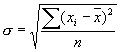 σ = √(∑(xᵢ − x̅)² / n)